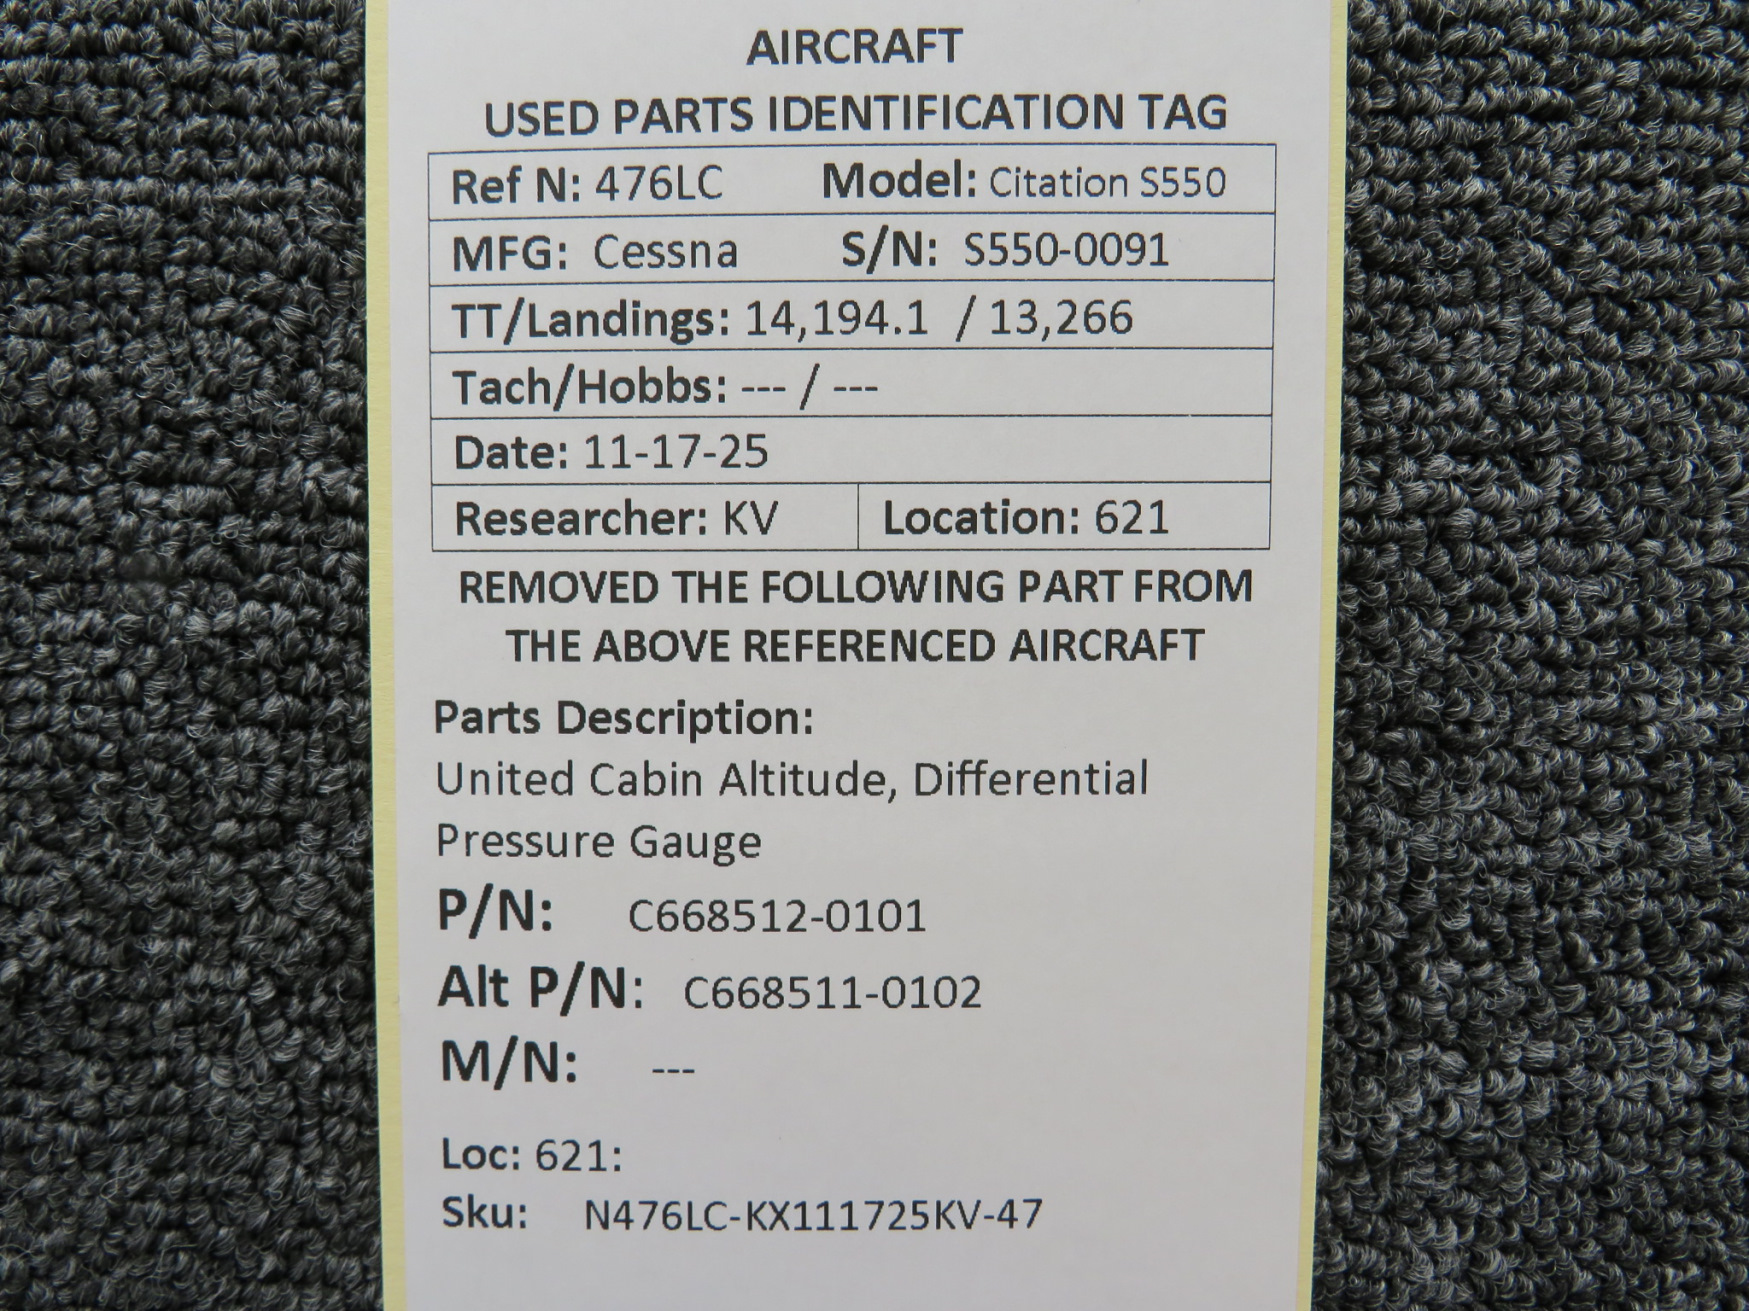 AIRCRAFT
USED PARTS IDENTIFICATION TAG
Ref N: 476LC Model: Citation S550
MFG: Cessna S/N: S550-0091
TT/Landings: 14,194.1 / 13,266
Tach/Hobbs: --- / ---
Date: 11-17-25
Researcher: KV Location: 621
REMOVED THE FOLLOWING PART FROM
THE ABOVE REFERENCED AIRCRAFT
Parts Description:
United Cabin Altitude, Differential
Pressure Gauge
P/N: C668512-0101
Alt P/N: C668511-0102
M/N: ---
Loc: 621:
Sku: N476LC-KX111725KV-47